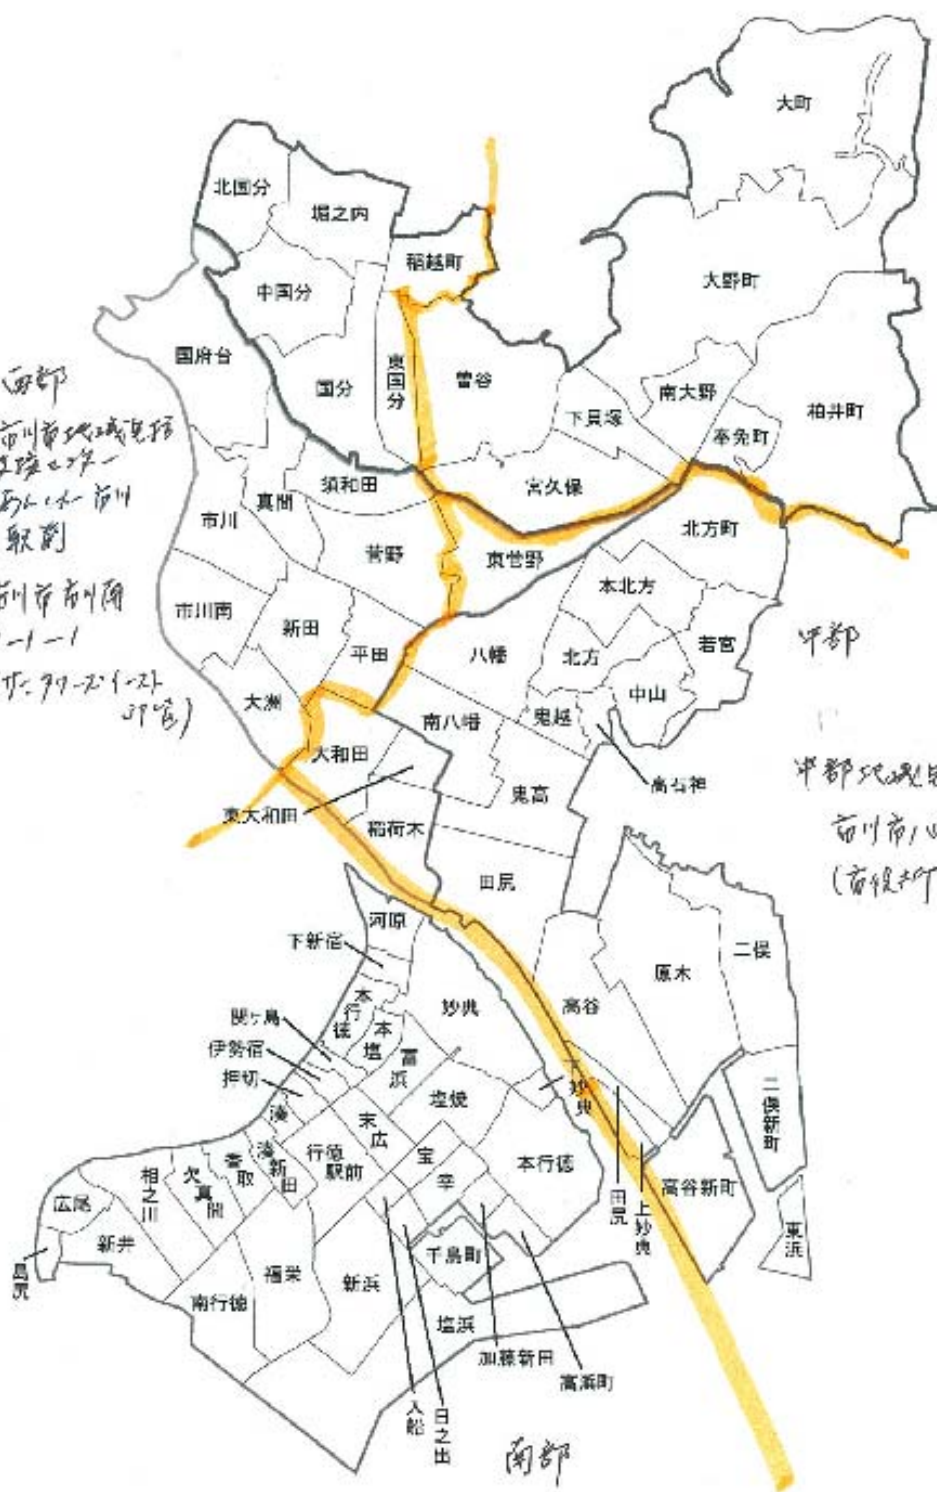 大町
北国分
堀之内
稲越町
大野町
中国分
国府台
国分
東国分
曽谷
南大野
下貝塚
奉免町
柏井町
西部
市川
真間
須和田
宮久保
北方町
菅野
東菅野
本北方
市川南
新田
平田
八幡
北方
若宮
中部
中山
大洲
南八幡
鬼越
大和田
鬼高
高石神
東大和田
稲荷木
田尻
河原
下新宿
二俣
原木
本行徳
妙典
高谷
関ケ島
本塩
伊勢宿
富浜
押切
塩焼
妙典
二俣新町
湊
末広
行徳駅前
宝
本行徳
湊新田
香取
欠真間
相之川
幸
田尻
上妙典
高谷新町
広尾
新井
東浜
島尻
千鳥町
福栄
新浜
南行徳
塩浜
加藤新田
高浜町
入船
日之出
南部